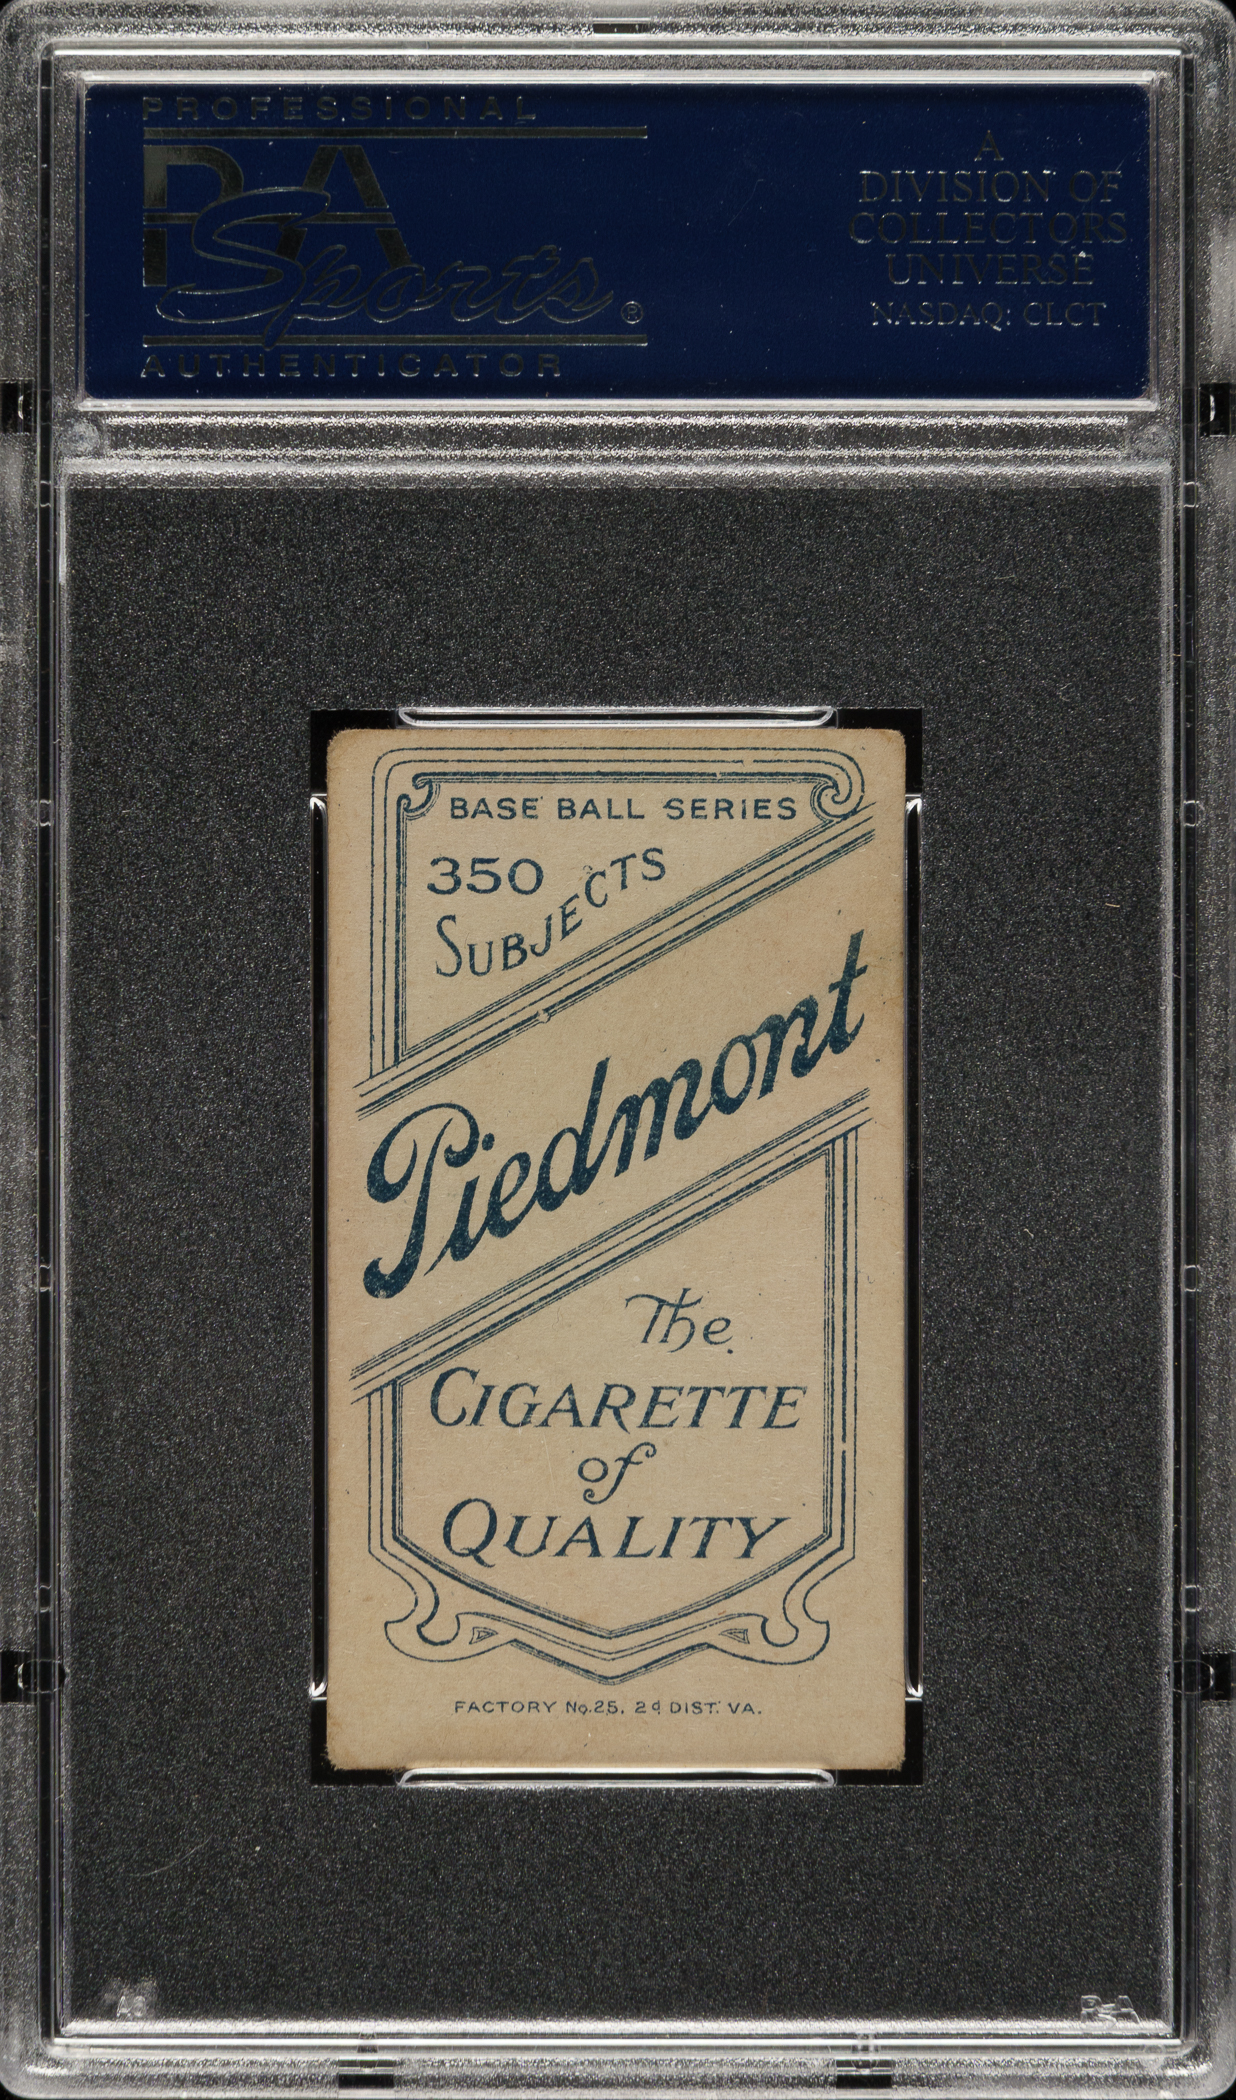 PROFESSIONAL
PSA
Sports®
AUTHENTICATOR
A
DIVISION OF
COLLECTORS
UNIVERSE
NASDAQ: CLCT
BASE BALL SERIES
350
SUBJECTS
Piedmont
The
CIGARETTE
of
QUALITY
FACTORY No.25. 2d DIST. VA.
PSA